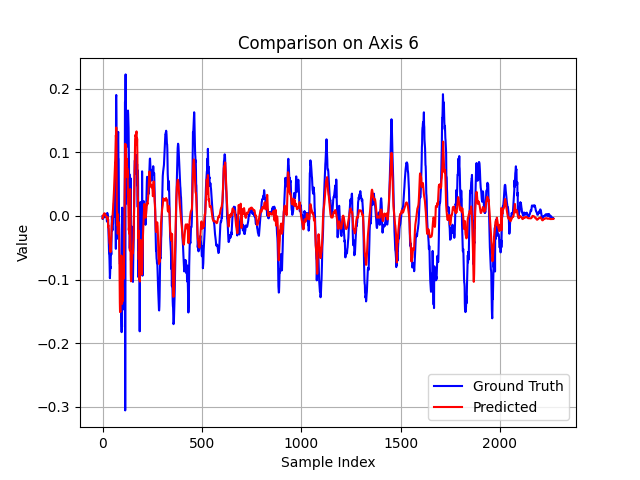 Comparison on Axis 6
Value
0.2
0.1
0.0
−0.1
−0.2
−0.3
0
500
1000
1500
2000
Sample Index
Ground Truth
Predicted